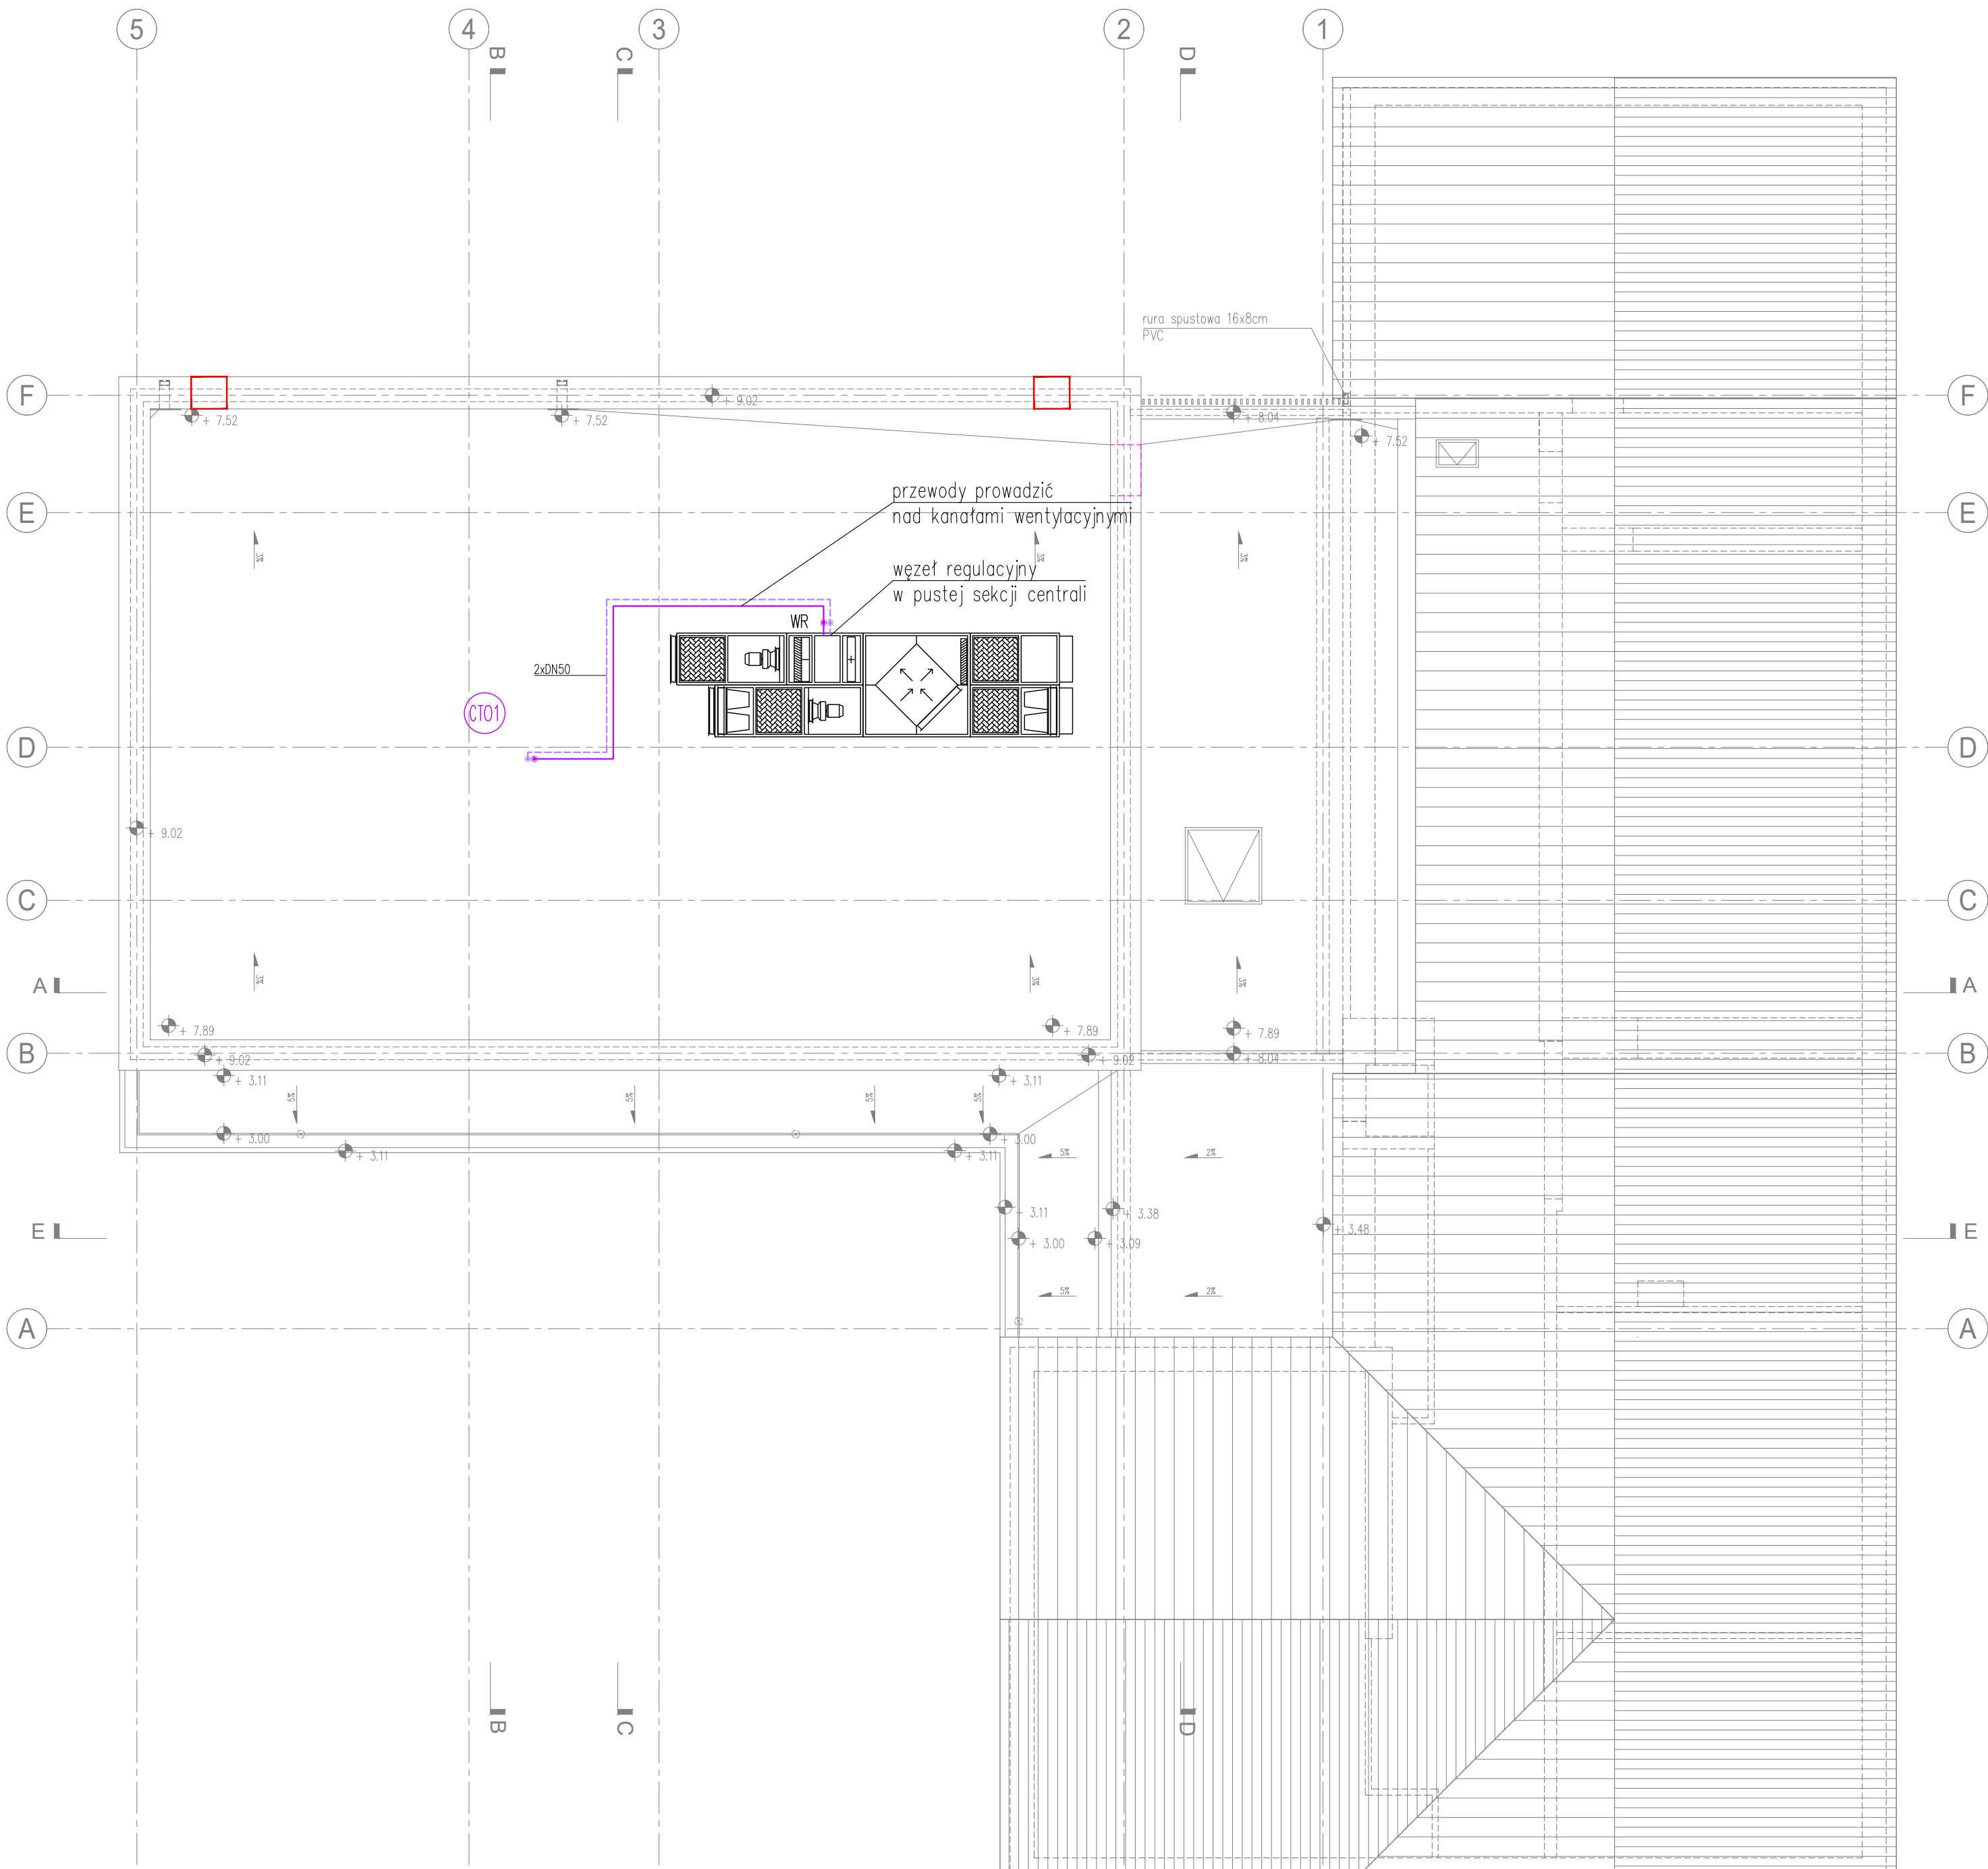 5
4
3
2
1
B
C
D
rura spustowa 16x8cm
PVC
F
F
+ 9.02
+ 7.52
+ 7.52
+ 8.04
+ 7.52
przewody prowadzić
nad kanałami wentylacyjnymi
E
E
3%
3%
3%
węzeł regulacyjny
w pustej sekcji centrali
WR
2xDN50
CT01
D
D
+ 9.02
C
C
3%
3%
3%
A
A
+ 7.89
+ 7.89
+ 7.89
B
B
+ 9.02
+ 9.02
+ 8.04
+ 3.11
+ 3.11
5%
5%
5%
5%
+ 3.00
+ 3.00
+ 3.11
+ 3.11
5%
2%
+ 3.11
+ 3.38
+ 3.48
E
E
+ 3.00
+ 3.09
5%
2%
A
A
B
C
D